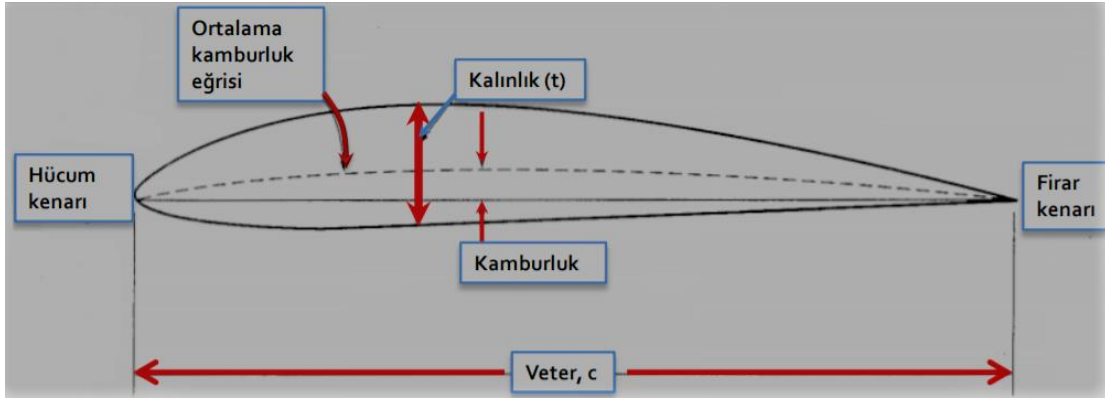 Ortalama
kamburluk
eğrisi
Kalınlık (t)
Hücum
kenarı
Firar
kenarı
Kamburluk
Veter, c